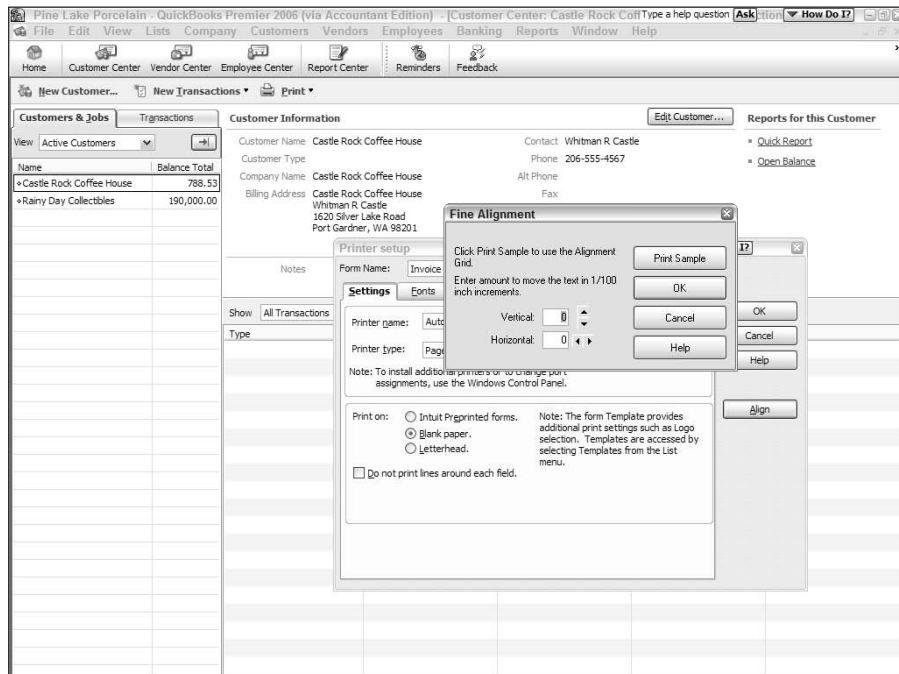 Pine Lake Porcelain - QuickBooks Premier 2006 (via Accountant Edition) - [Customer Center: Castle Rock Coff Type a help question Ask ction How Do I?
File Edit View Lists Company Customers Vendors Employees Banking Reports Window Help
Home Customer Center Vendor Center Employee Center Report Center Reminders Feedback
New Customer... New Transactions Print
Customers & Jobs Transactions Customer Information Edit Customer... Reports for this Customer
View Active Customers
Customer Name Castle Rock Coffee House Contact Whitman R Castle Quick Report
Customer Type Phone 206-555-4567 Open Balance
Name Balance Total
Company Name Castle Rock Coffee House Alt Phone
Castle Rock Coffee House 788.53
Billing Address Castle Rock Coffee House Fax
Rainy Day Collectibles 190,000.00
Whitman R Castle
1620 Silver Lake Road
Port Gardner, WA 98201
Notes
Show All Transactions
Type
Fine Alignment
Click Print Sample to use the Alignment
Grid.
Enter amount to move the text in 1/100
inch increments.
Vertical: 0
Horizontal: 0
Print Sample
OK
Cancel
Help
Printer setup I?
Form Name: Invoice
Settings Fonts
Printer name: Auto
Printer type: Page
Note: To install additional printers or to change port
assignments, use the Windows Control Panel.
OK
Cancel
Help
Align
Print on: Intuit Preprinted forms.
Blank paper.
Letterhead.
Do not print lines around each field.
Note: The form Template provides
additional print settings such as Logo
selection. Templates are accessed by
selecting Templates from the List
menu.